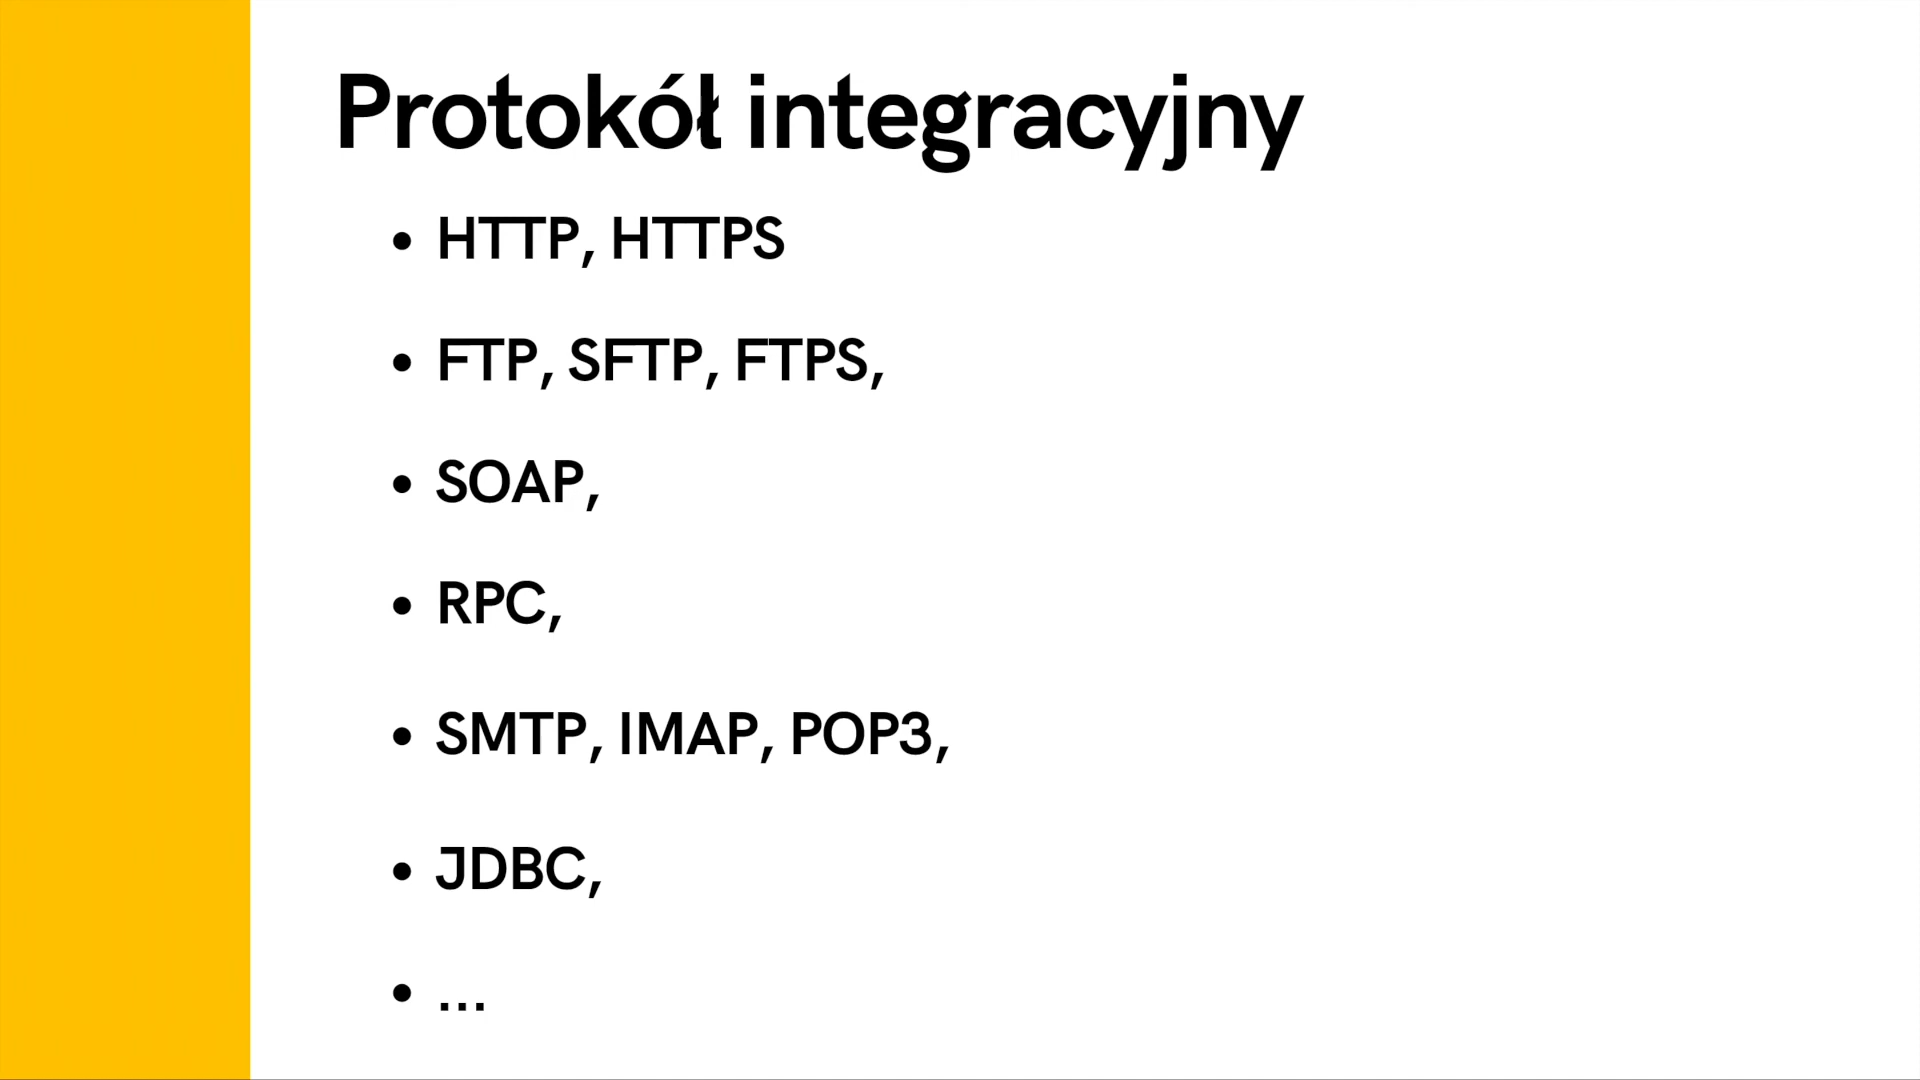 Protokół integracyjny
• HTTP, HTTPS
• FTP, SFTP, FTPS,
• SOAP,
• RPC,
• SMTP, IMAP, POP3,
• JDBC,
• ...